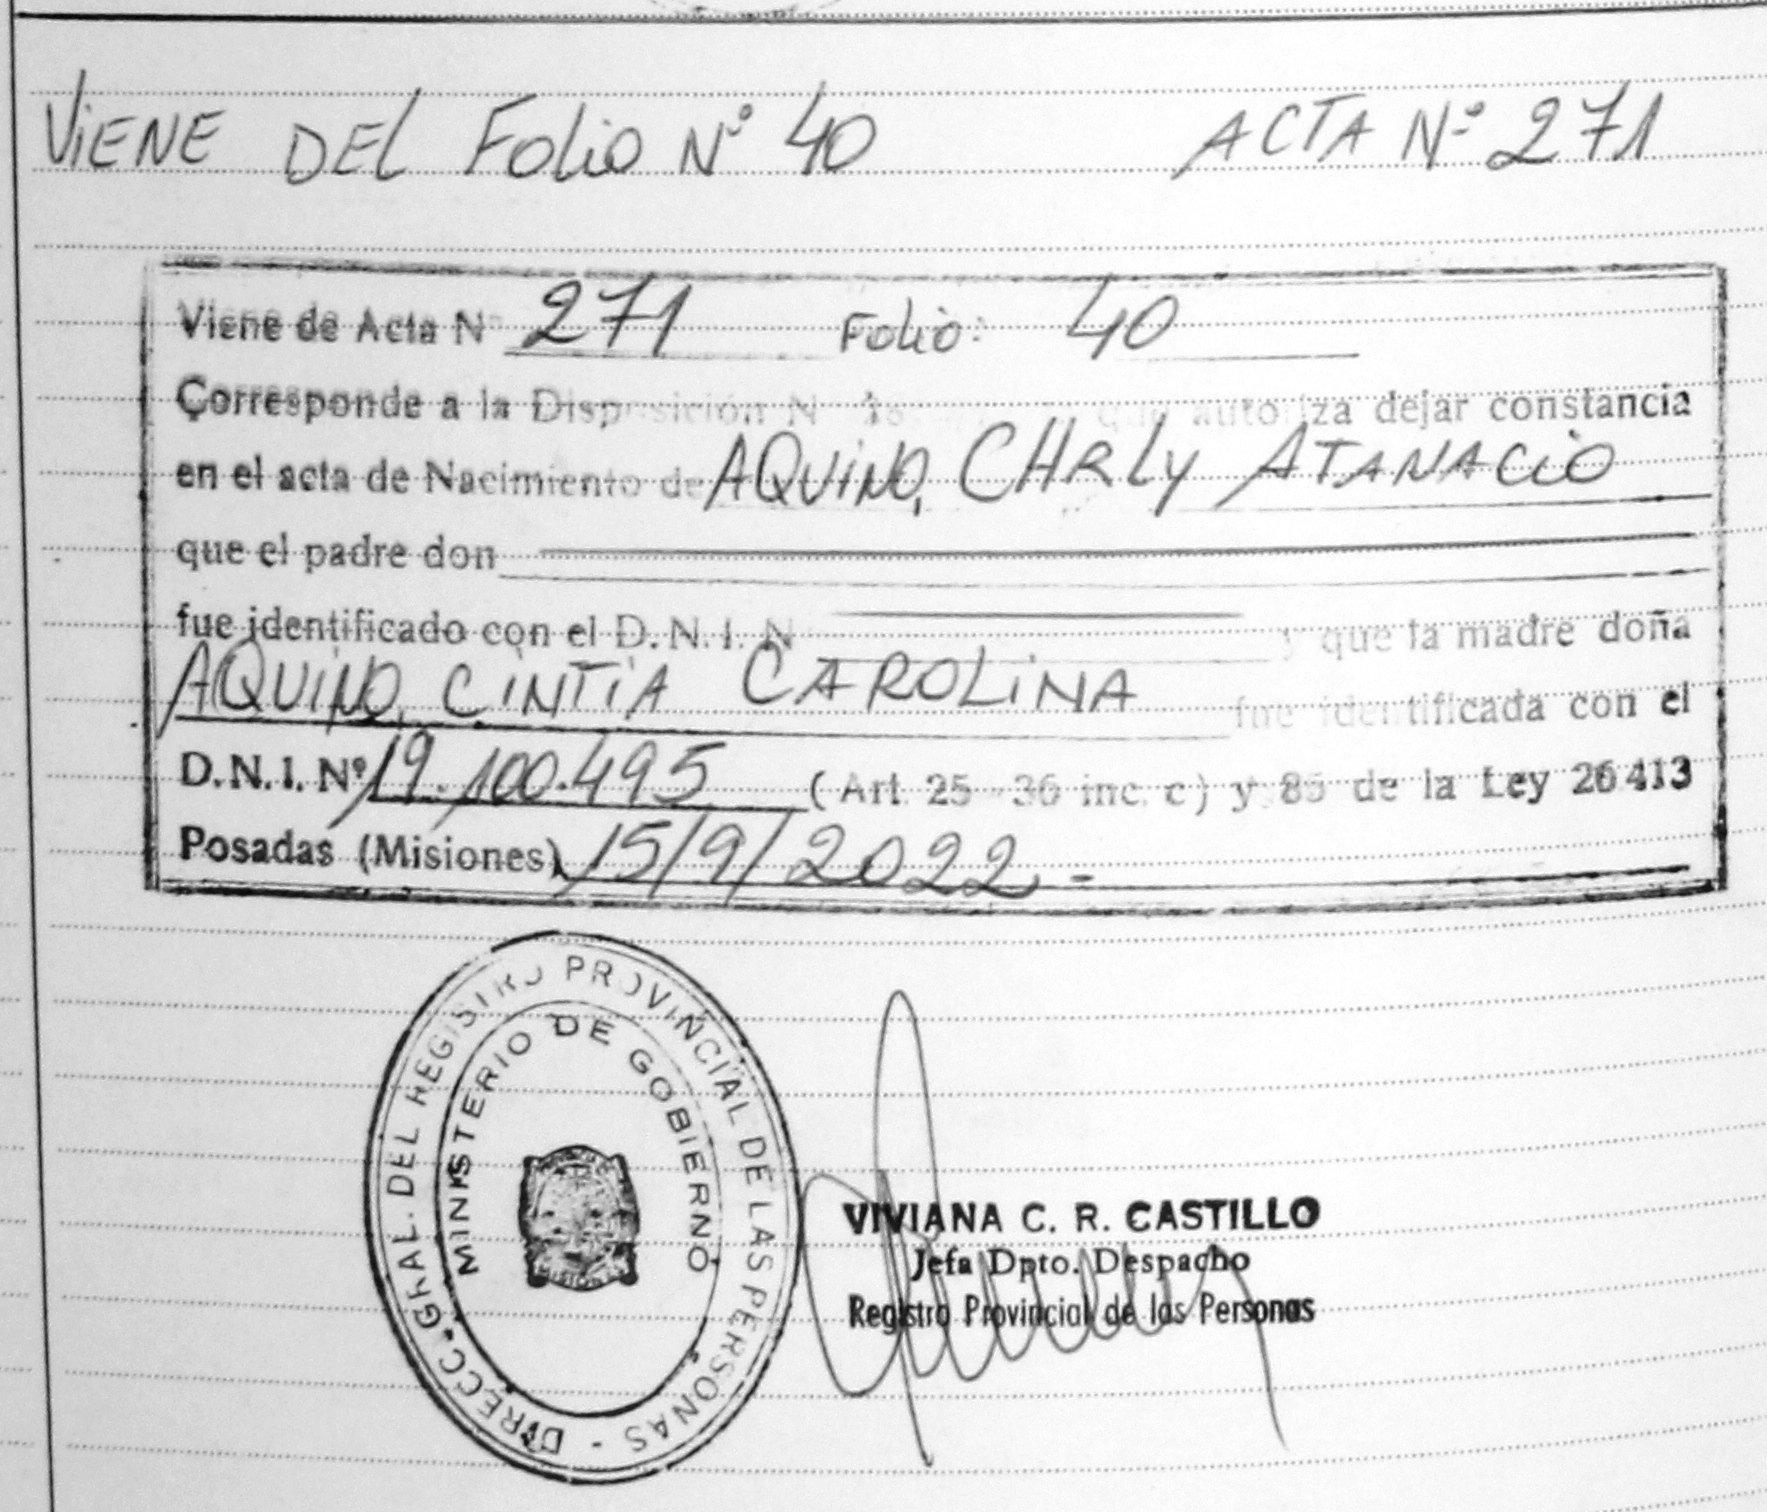 ViENE DEL Folio Nº 40 ACTA Nº 271
Viene de Acta N 271 Folio: 40
Corresponde a la Disposición N que autoriza dejar constancia
en el acta de Nacimiento de AQUINO, CHRLY ATANACIO
que el padre don
fue identificado con el D.N.I. N y que la madre doña
AQUINO, CINTIA CAROLINA fue identificada con el
D.N.I. Nº 19.100.495 (Art. 25 - 36 inc. c) y 85 de la Ley 26413
Posadas (Misiones) 15/9/2022.-
DIRECC. GRAL. DEL REGISTRO PROVINCIAL DE LAS PERSONAS -
MINISTERIO DE GOBIERNO
MISIONES
VIVIANA C. R. CASTILLO
Jefa Dpto. Despacho
Registro Provincial de las Personas